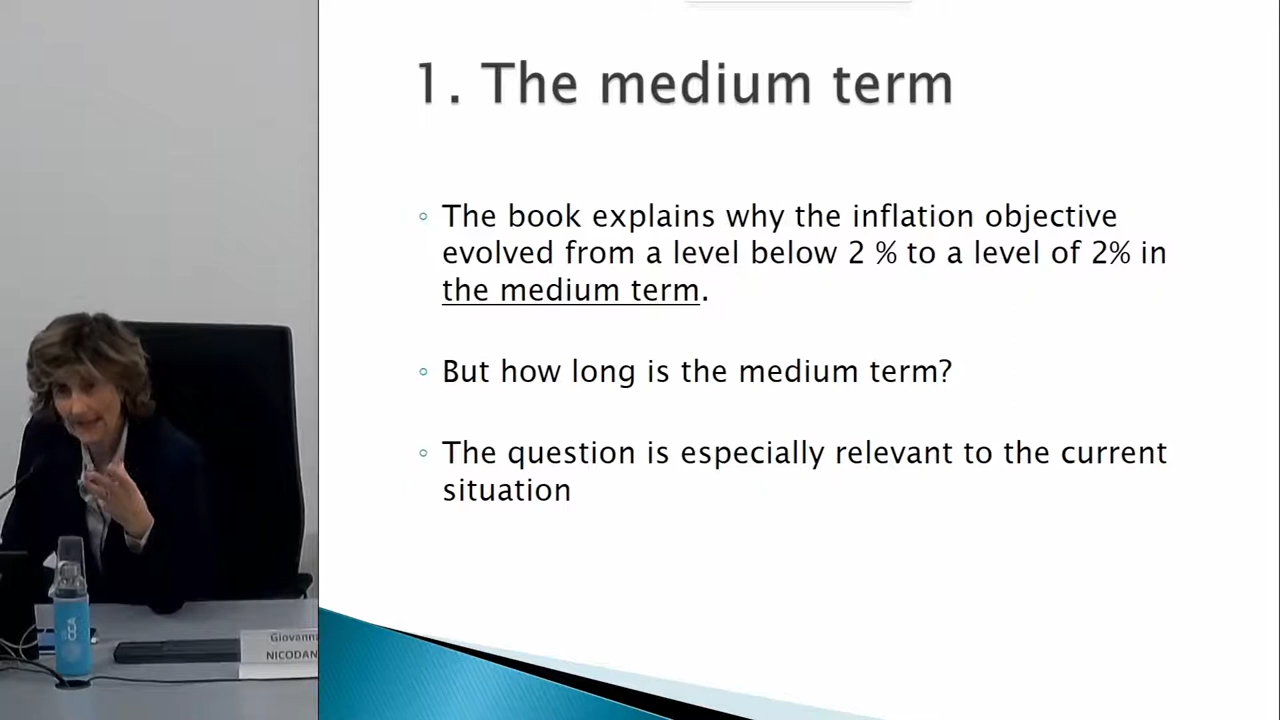 1. The medium term
The book explains why the inflation objective
evolved from a level below 2 % to a level of 2% in
the medium term.
But how long is the medium term?
The question is especially relevant to the current
situation
CCA
Giovanna
NICODAN